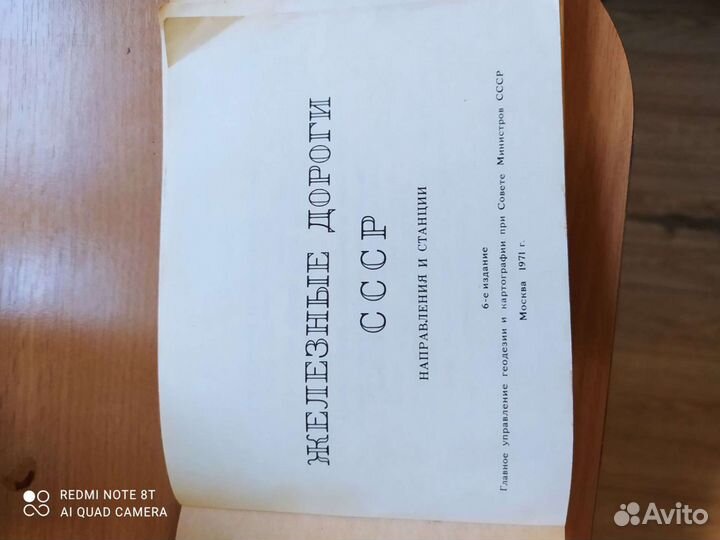 ЖЕЛЕЗНЫЕ ДОРОГИ
СССР
НАПРАВЛЕНИЯ И СТАНЦИИ
6-е издание
Главное управление геодезии и картографии при Совете Министров СССР
Москва 1971 г.
REDMI NOTE 8T
AI QUAD CAMERA
Avito